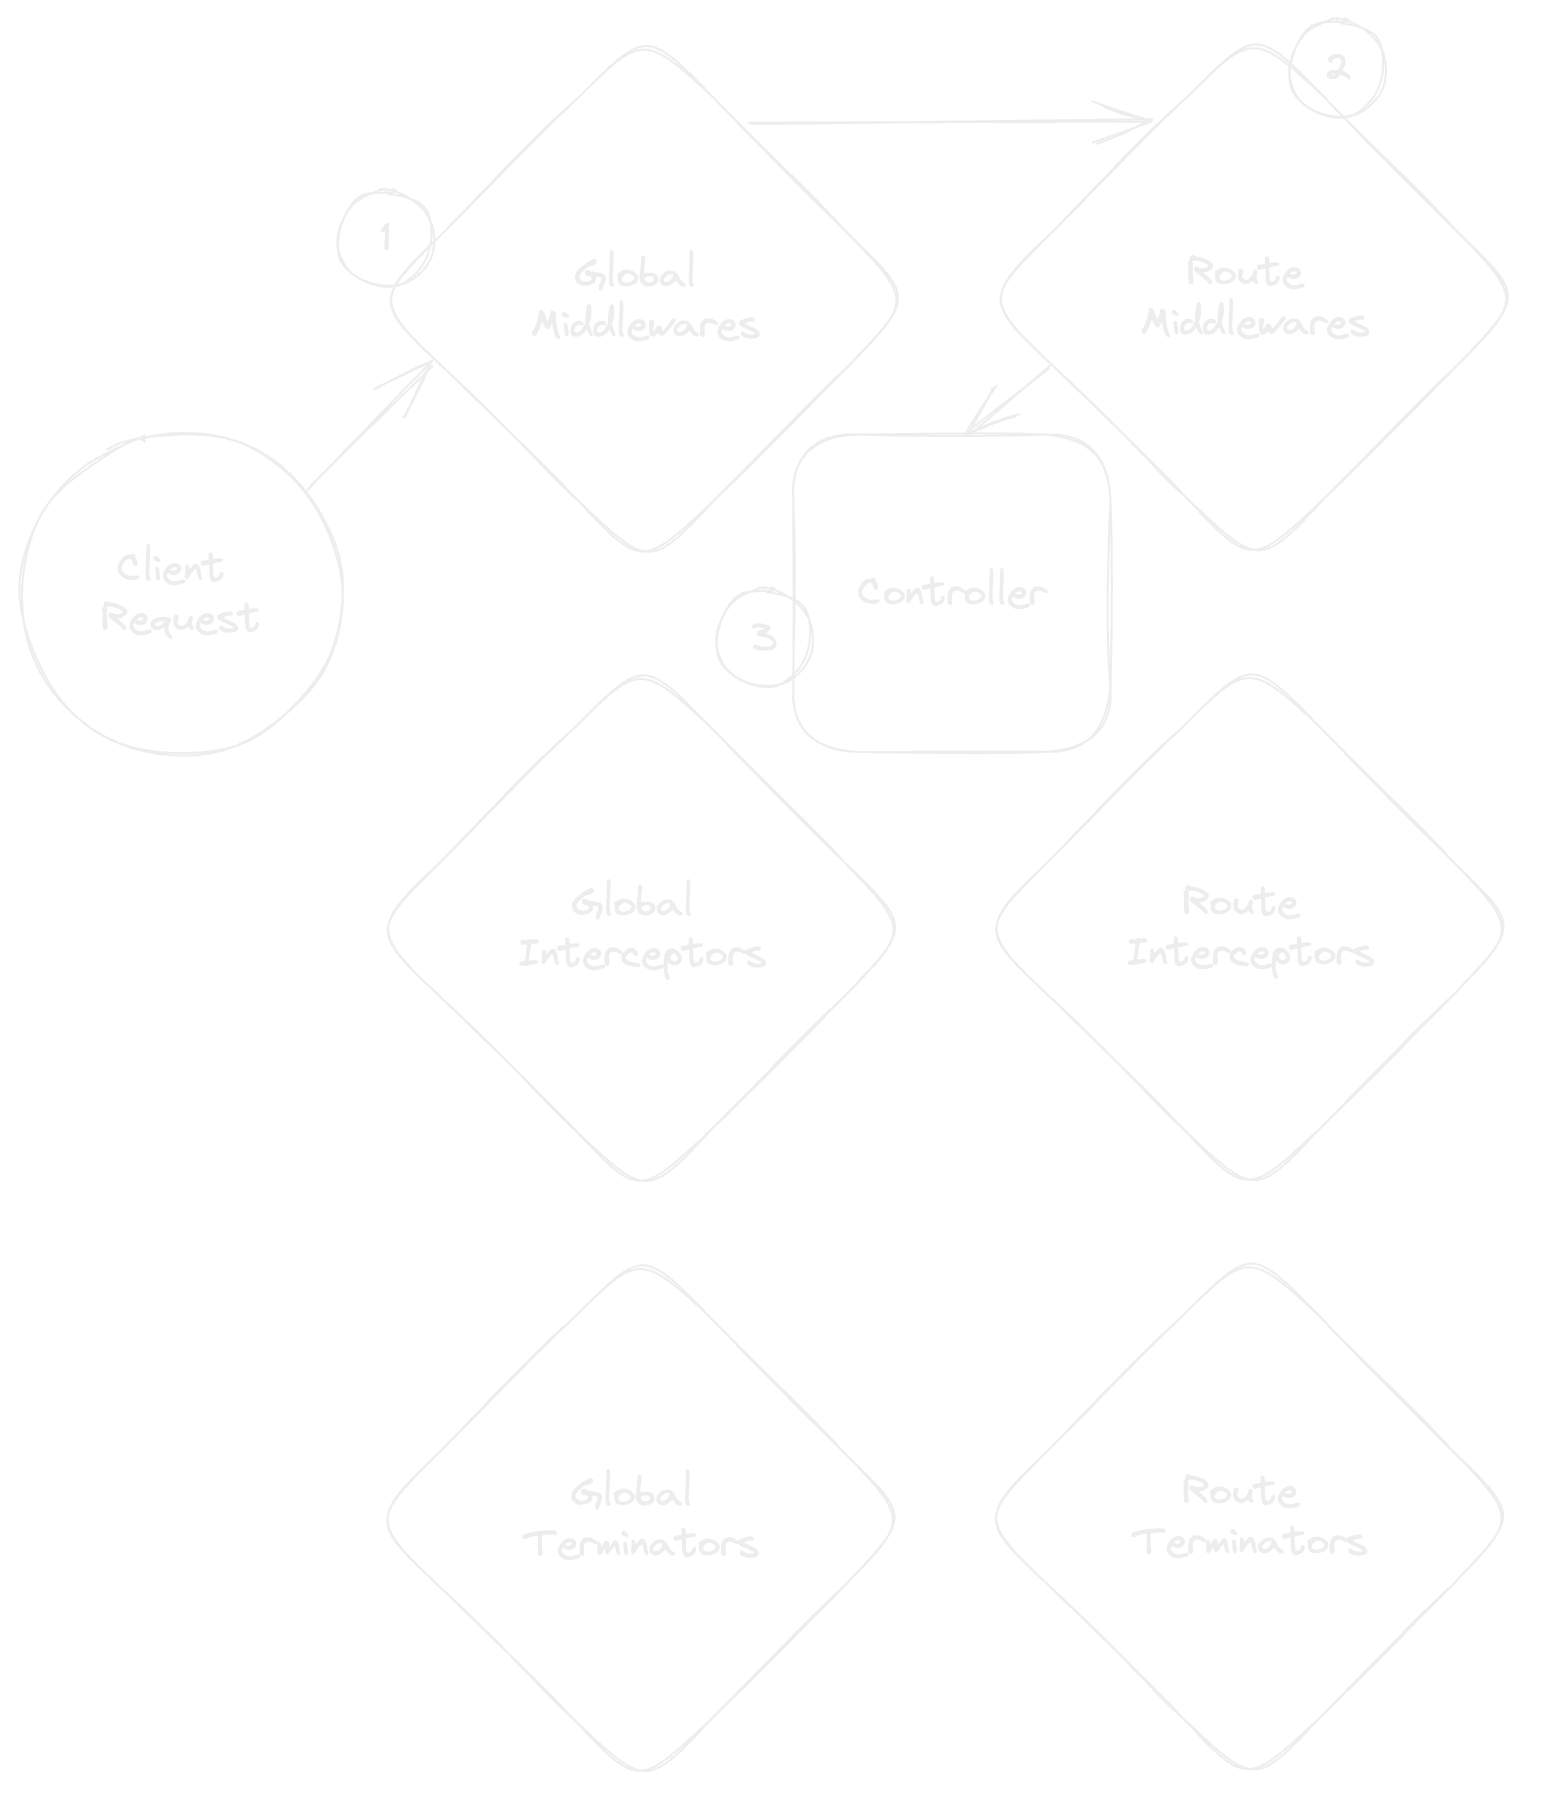 2
1
Global
Middlewares
Route
Middlewares
Client
Request
Controller
3
Global
Interceptors
Route
Interceptors
Global
Terminators
Route
Terminators